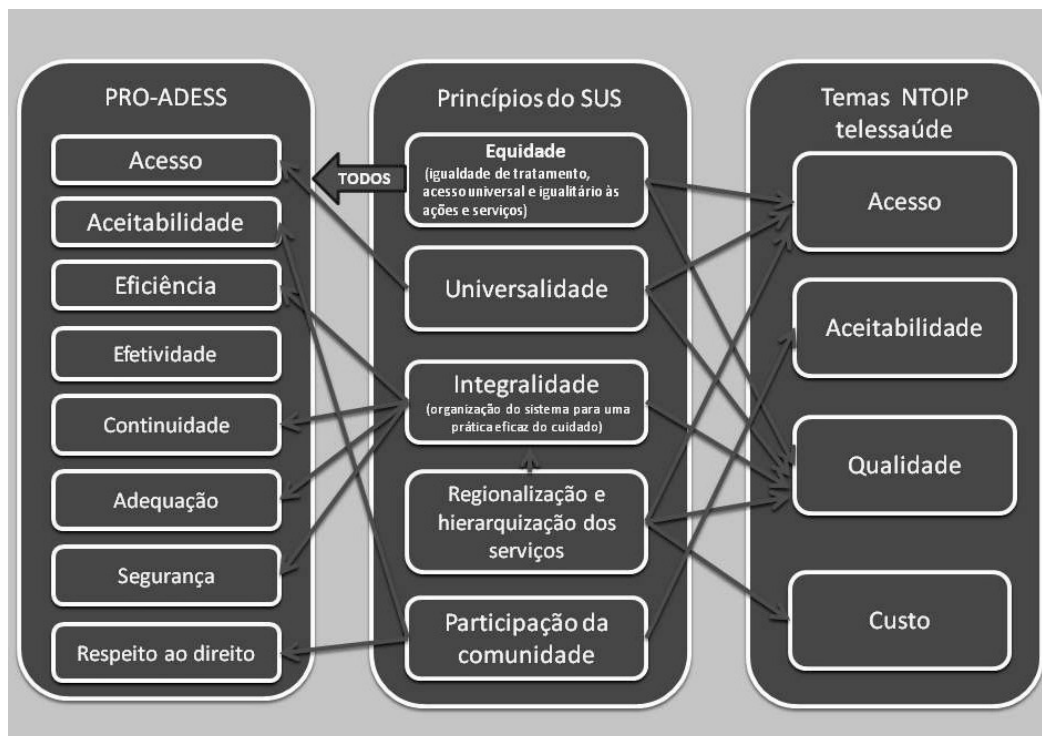 PRO-ADESS
Acesso
Aceitabilidade
Eficiência
Efetividade
Continuidade
Adequação
Segurança
Respeito ao direito
TODOS
Princípios do SUS
Equidade
(igualdade de tratamento,
acesso universal e igualitário às
ações e serviços)
Universalidade
Integralidade
(organização do sistema para uma
prática eficaz do cuidado)
Regionalização e
hierarquização dos
serviços
Participação da
comunidade
Temas NTOIP
telessaúde
Acesso
Aceitabilidade
Qualidade
Custo